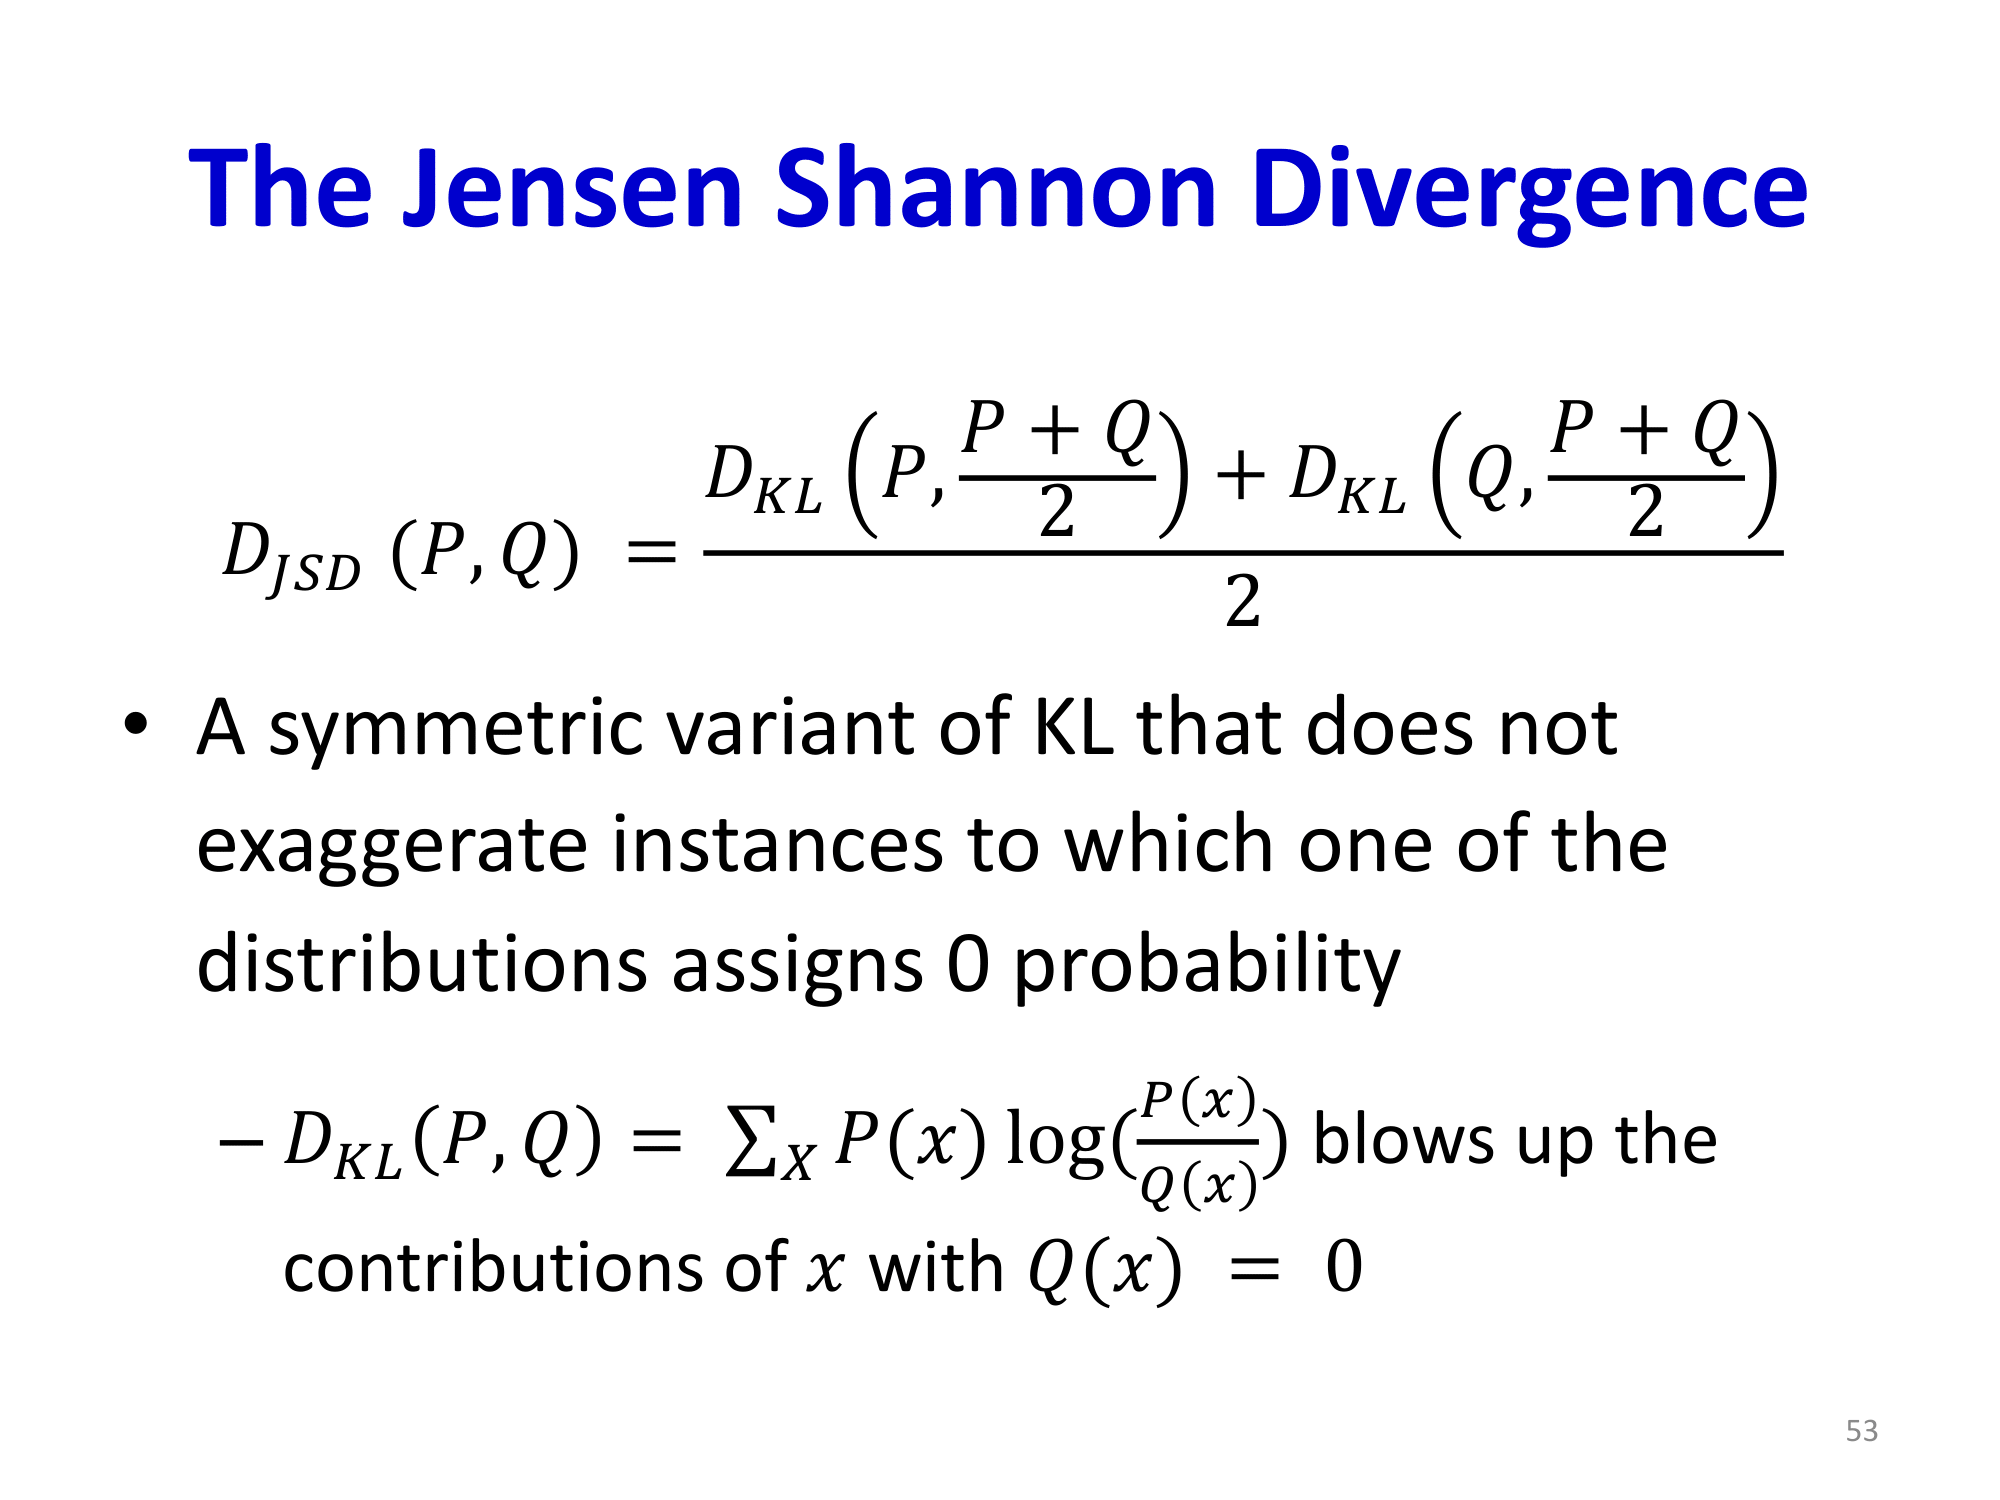 The Jensen Shannon Divergence
D_{JSD} (P, Q) = \frac{D_{KL}\left(P, \frac{P + Q}{2}\right) + D_{KL}\left(Q, \frac{P + Q}{2}\right)}{2}
• A symmetric variant of KL that does not
exaggerate instances to which one of the
distributions assigns 0 probability
– D_{KL}(P, Q) = \sum_X P(x) \log(\frac{P(x)}{Q(x)}) blows up the
contributions of x with Q(x) = 0
53